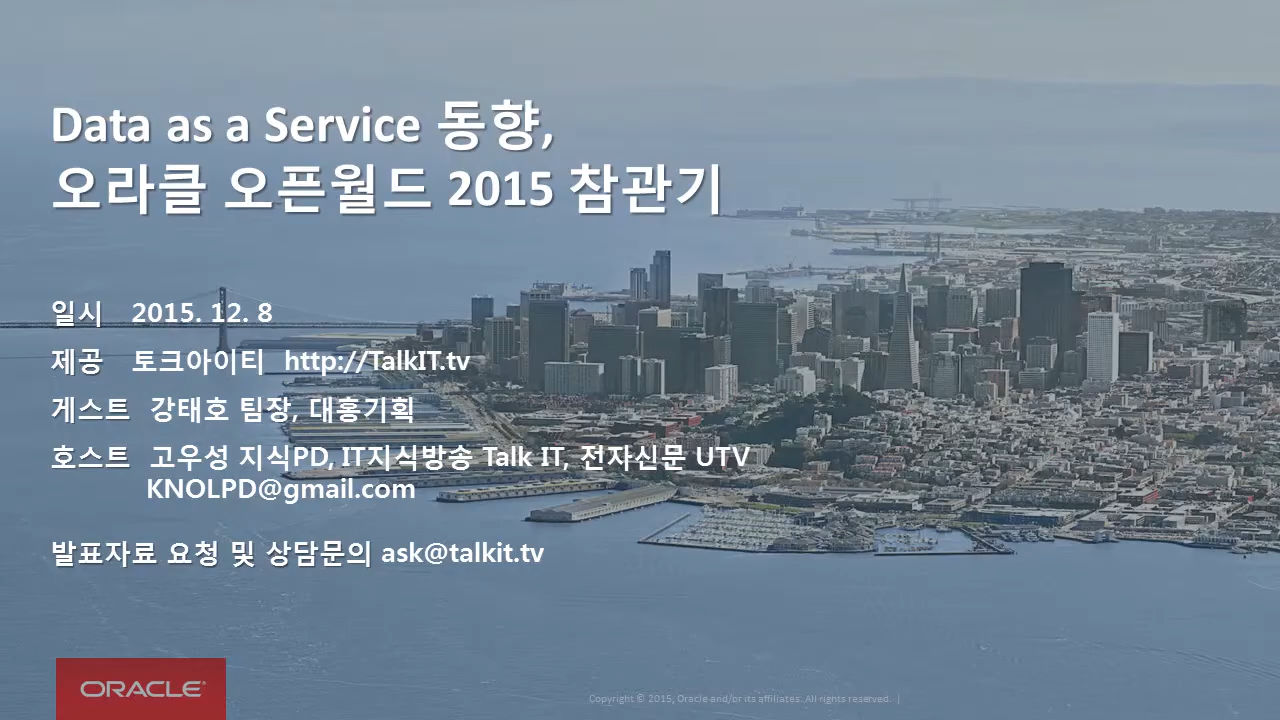 Data as a Service 동향,
오라클 오픈월드 2015 참관기
일시 2015. 12. 8
제공 토크아이티 http://TalkIT.tv
게스트 강태호 팀장, 대홍기획
호스트 고우성 지식PD, IT지식방송 Talk IT, 전자신문 UTV
KNOLPD@gmail.com
발표자료 요청 및 상담문의 ask@talkit.tv
ORACLE®
Copyright © 2015, Oracle and/or its affiliates. All rights reserved. |